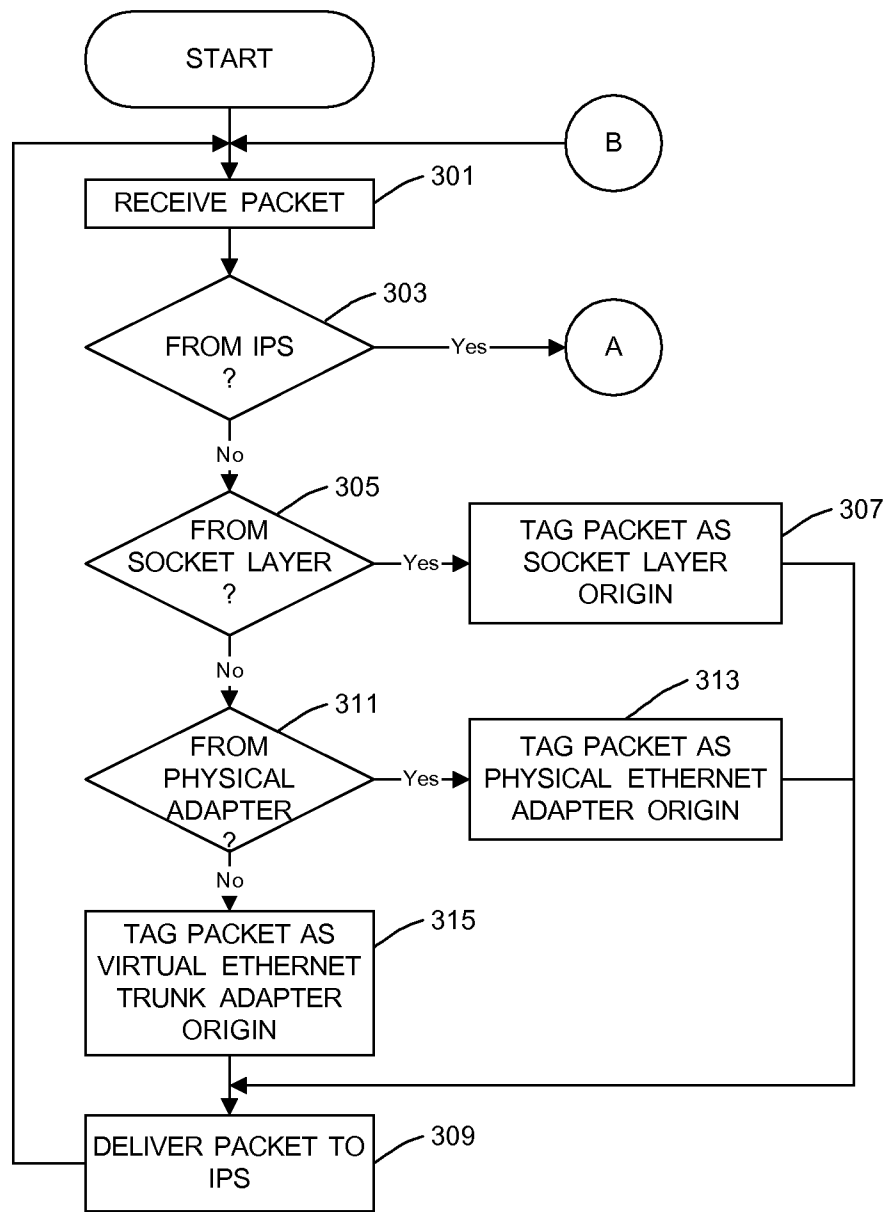 START
B
RECEIVE PACKET
301
303
FROM IPS
?
Yes
A
No
305
FROM
SOCKET LAYER
?
Yes
TAG PACKET AS
SOCKET LAYER
ORIGIN
307
No
311
FROM
PHYSICAL
ADAPTER
?
Yes
313
TAG PACKET AS
PHYSICAL ETHERNET
ADAPTER ORIGIN
No
TAG PACKET AS
VIRTUAL ETHERNET
TRUNK ADAPTER
ORIGIN
315
DELIVER PACKET TO
IPS
309